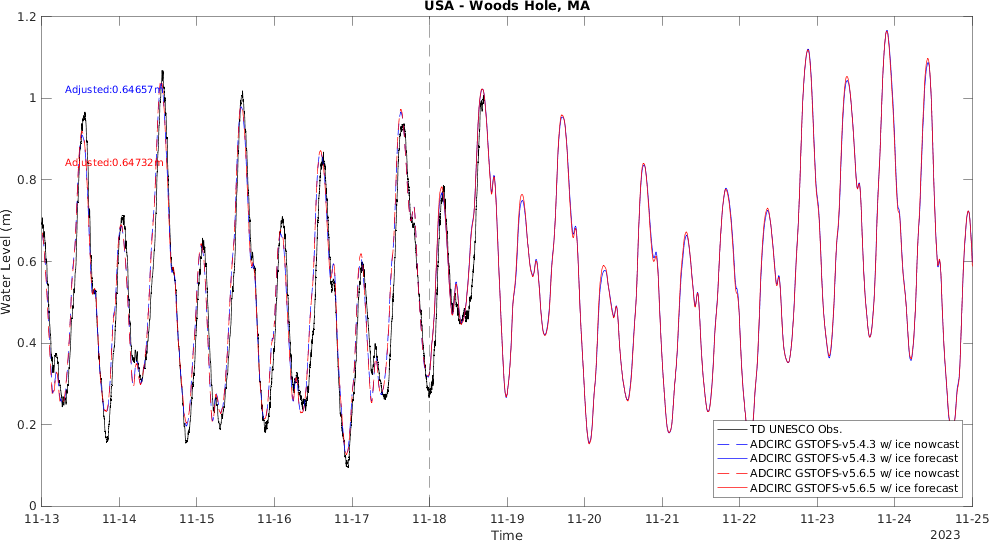 USA - Woods Hole, MA
1.2
1
0.8
0.6
0.4
0.2
0
Water Level (m)
Adjusted:0.64657m
Adjusted:0.64732m
TD UNESCO Obs.
ADCIRC GSTOFS-v5.4.3 w/ ice nowcast
ADCIRC GSTOFS-v5.4.3 w/ ice forecast
ADCIRC GSTOFS-v5.6.5 w/ ice nowcast
ADCIRC GSTOFS-v5.6.5 w/ ice forecast
11-13 11-14 11-15 11-16 11-17 11-18 11-19 11-20 11-21 11-22 11-23 11-24 11-25
Time
2023